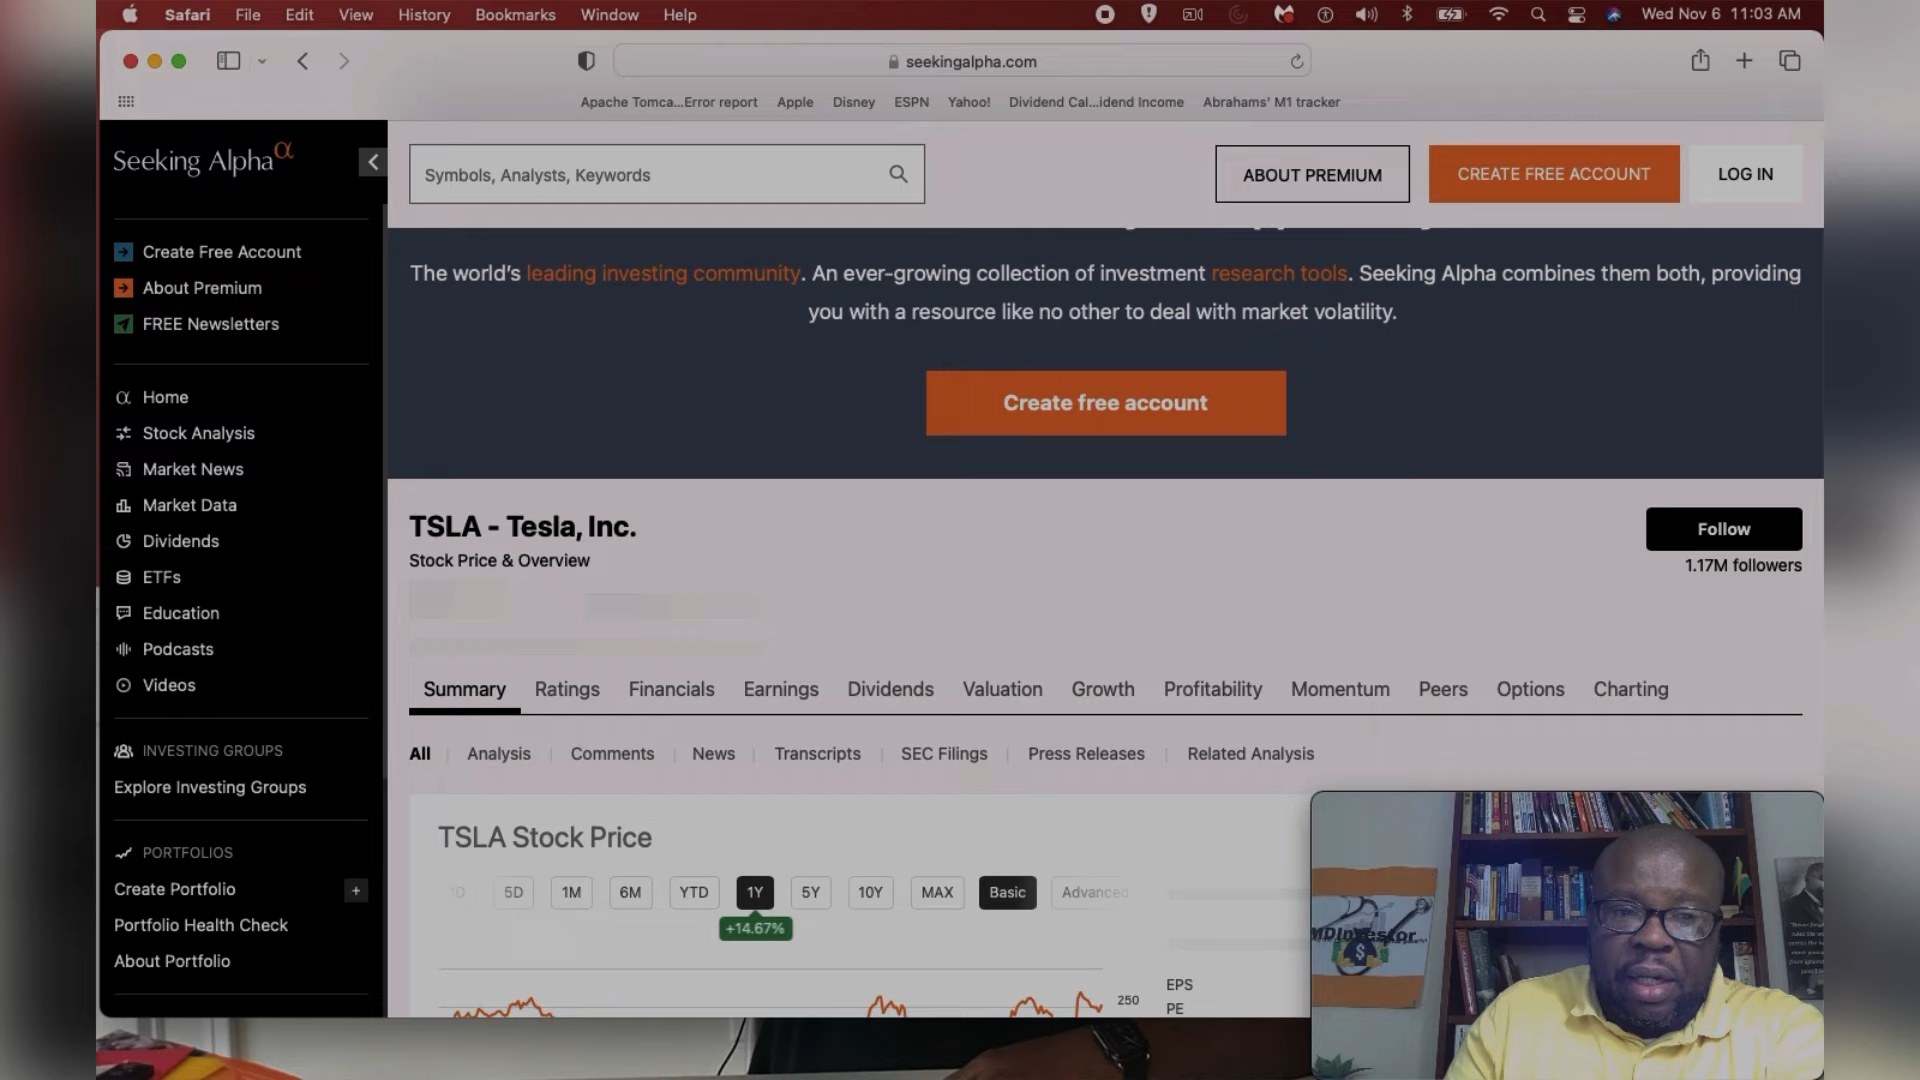 Safari File Edit View History Bookmarks Window Help
Wed Nov 6 11:03 AM
seekingalpha.com
Apache Tomca...Error report Apple Disney ESPN Yahoo! Dividend Cal...idend Income Abrahams' M1 tracker
Seeking Alpha α
Symbols, Analysts, Keywords
ABOUT PREMIUM
CREATE FREE ACCOUNT
LOG IN
Create Free Account
About Premium
FREE Newsletters
Home
Stock Analysis
Market News
Market Data
Dividends
ETFs
Education
Podcasts
Videos
INVESTING GROUPS
Explore Investing Groups
PORTFOLIOS
Create Portfolio +
Portfolio Health Check
About Portfolio
The world's leading investing community. An ever-growing collection of investment research tools. Seeking Alpha combines them both, providing
you with a resource like no other to deal with market volatility.
Create free account
TSLA - Tesla, Inc.
Stock Price & Overview
Follow
1.17M followers
Summary Ratings Financials Earnings Dividends Valuation Growth Profitability Momentum Peers Options Charting
All Analysis Comments News Transcripts SEC Filings Press Releases Related Analysis
TSLA Stock Price
5D 1M 6M YTD 1Y 5Y 10Y MAX Basic Advanced
+14.67%
250
EPS
PE
MDInvestor